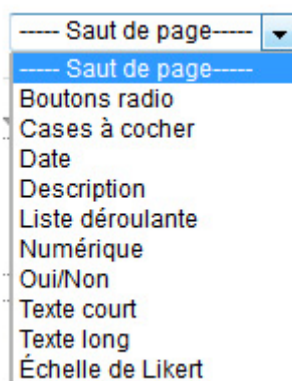 ----- Saut de page-----
----- Saut de page-----
Boutons radio
Cases à cocher
Date
Description
Liste déroulante
Numérique
Oui/Non
Texte court
Texte long
Échelle de Likert